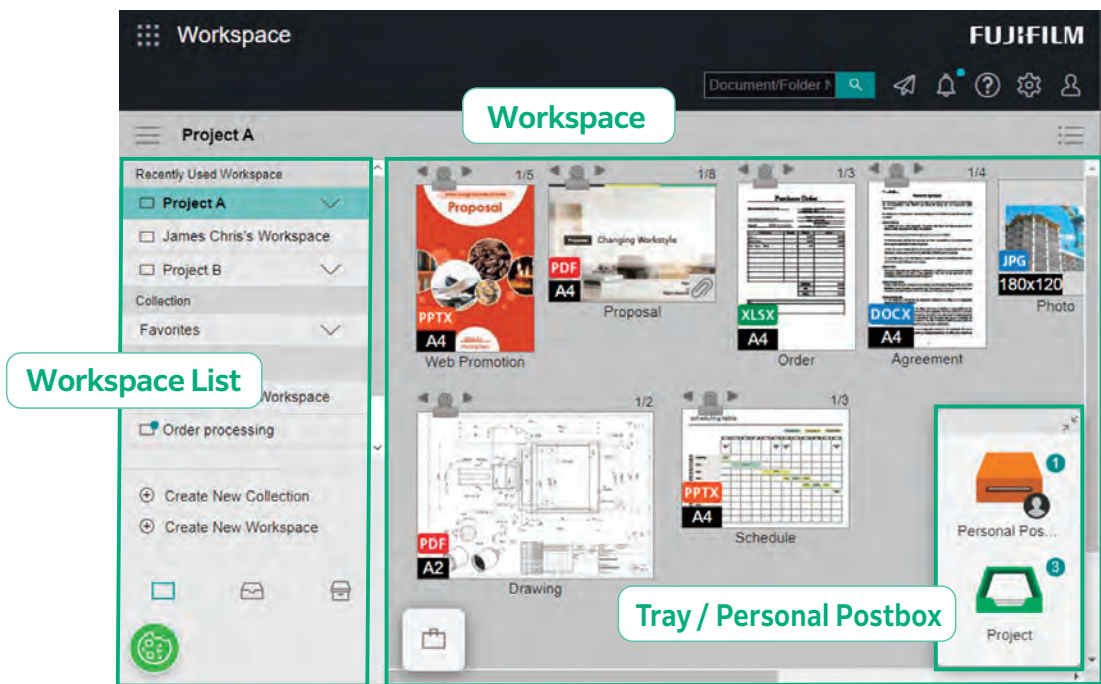 Workspace
FUJIFILM
Document/Folder N
Workspace
Project A
Recently Used Workspace
Project A
James Chris's Workspace
Project B
Collection
Favorites
Workspace List
Workspace
Order processing
Create New Collection
Create New Workspace
1/5
1/8
1/3
1/4
Proposal
PPTX
A4
Web Promotion
Changing Workstyle
PDF
A4
Proposal
Purchase Order
XLSX
A4
Order
DOCX
A4
Agreement
JPG
180x120
Photo
1/2
1/3
PDF
A2
Drawing
scheduling table
PPTX
A4
Schedule
1
Personal Pos...
3
Project
Tray / Personal Postbox